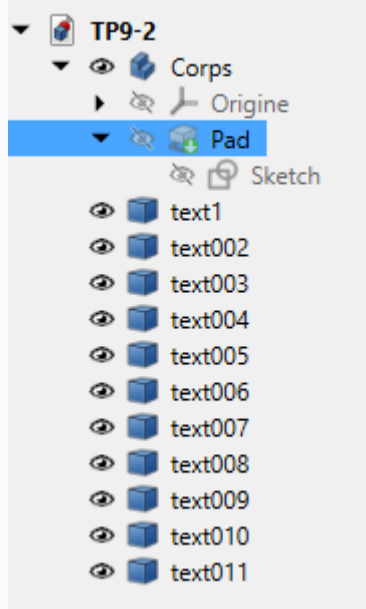 TP9-2
Corps
Origine
Pad
Sketch
text1
text002
text003
text004
text005
text006
text007
text008
text009
text010
text011